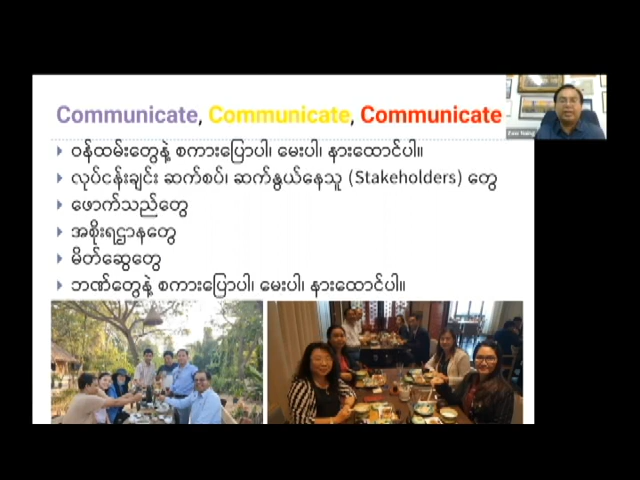 Communicate, Communicate, Communicate
ဝန်ထမ်းတွေနဲ့ စကားပြောပါ၊ မေးပါ၊ နားထောင်ပါ။
လုပ်ငန်းချင်း ဆက်စပ်၊ ဆက်နွယ်နေသူ (Stakeholders) တွေ
ဖောက်သည်တွေ
အစိုးရဌာနတွေ
မိတ်ဆွေတွေ
ဘဏ်တွေနဲ့ စကားပြောပါ၊ မေးပါ၊ နားထောင်ပါ။